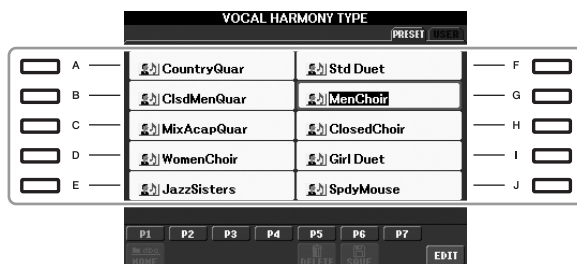 VOCAL HARMONY TYPE
PRESET USER
A CountryQuar Std Duet F
B ClsdMenQuar MenChoir G
C MixAcapQuar ClosedChoir H
D WomenChoir Girl Duet I
E JazzSisters SpdyMouse J
P1 P2 P3 P4 P5 P6 P7
NAME DELETE SAVE EDIT